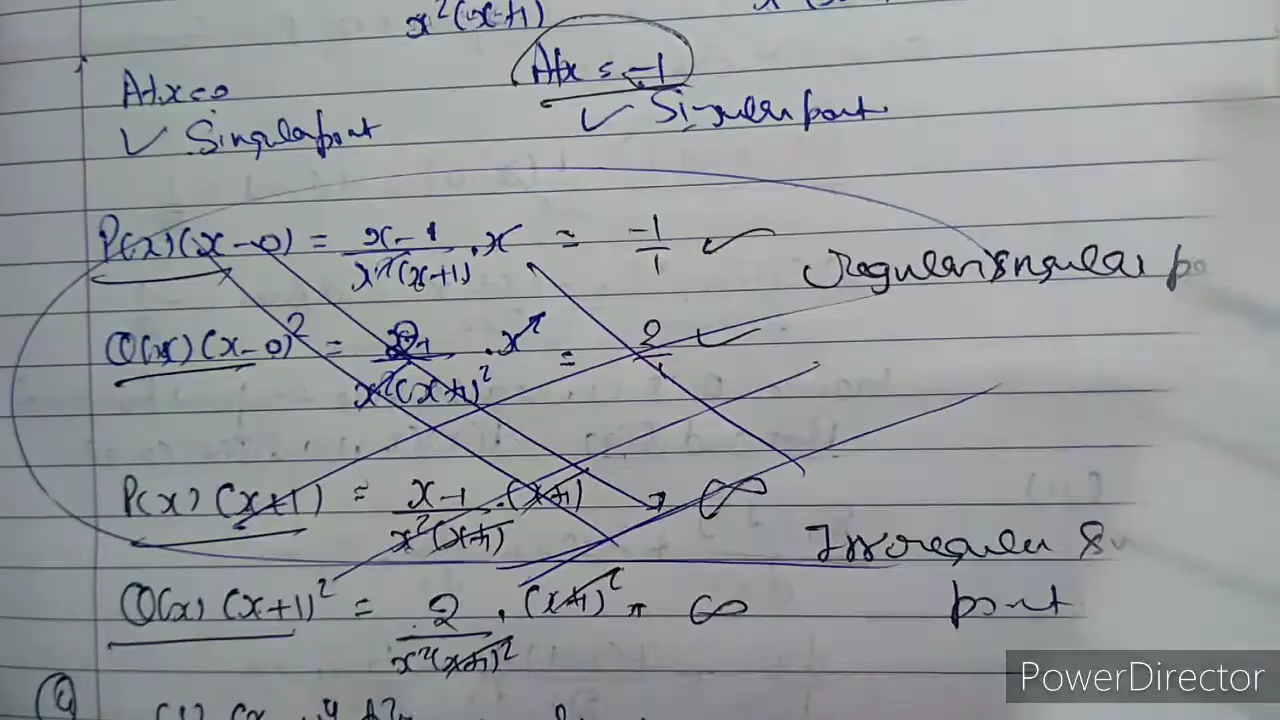 x²(x+1)
At x=0
At x = -1
✓ Singular point
✓ Singular point
P(x)(x-0) = x-1 / x²(x+1) . x = -1/1 ✓
Regular singular po
Q(x)(x-0)² = 2 / x²(x+1)² . x² = 2/1 ✓
P(x) (x+1) = x-1 / x²(x+1) . (x+1) → ∞
Irregular S
Q(x) (x+1)² = 2 / x²(x+1)² . (x+1)² = ∞
point
PowerDirector